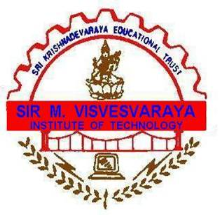 SRI KRISHNADEVARAYA EDUCATIONAL TRUST
SIR M. VISVESVARAYA
INSTITUTE OF TECHNOLOGY